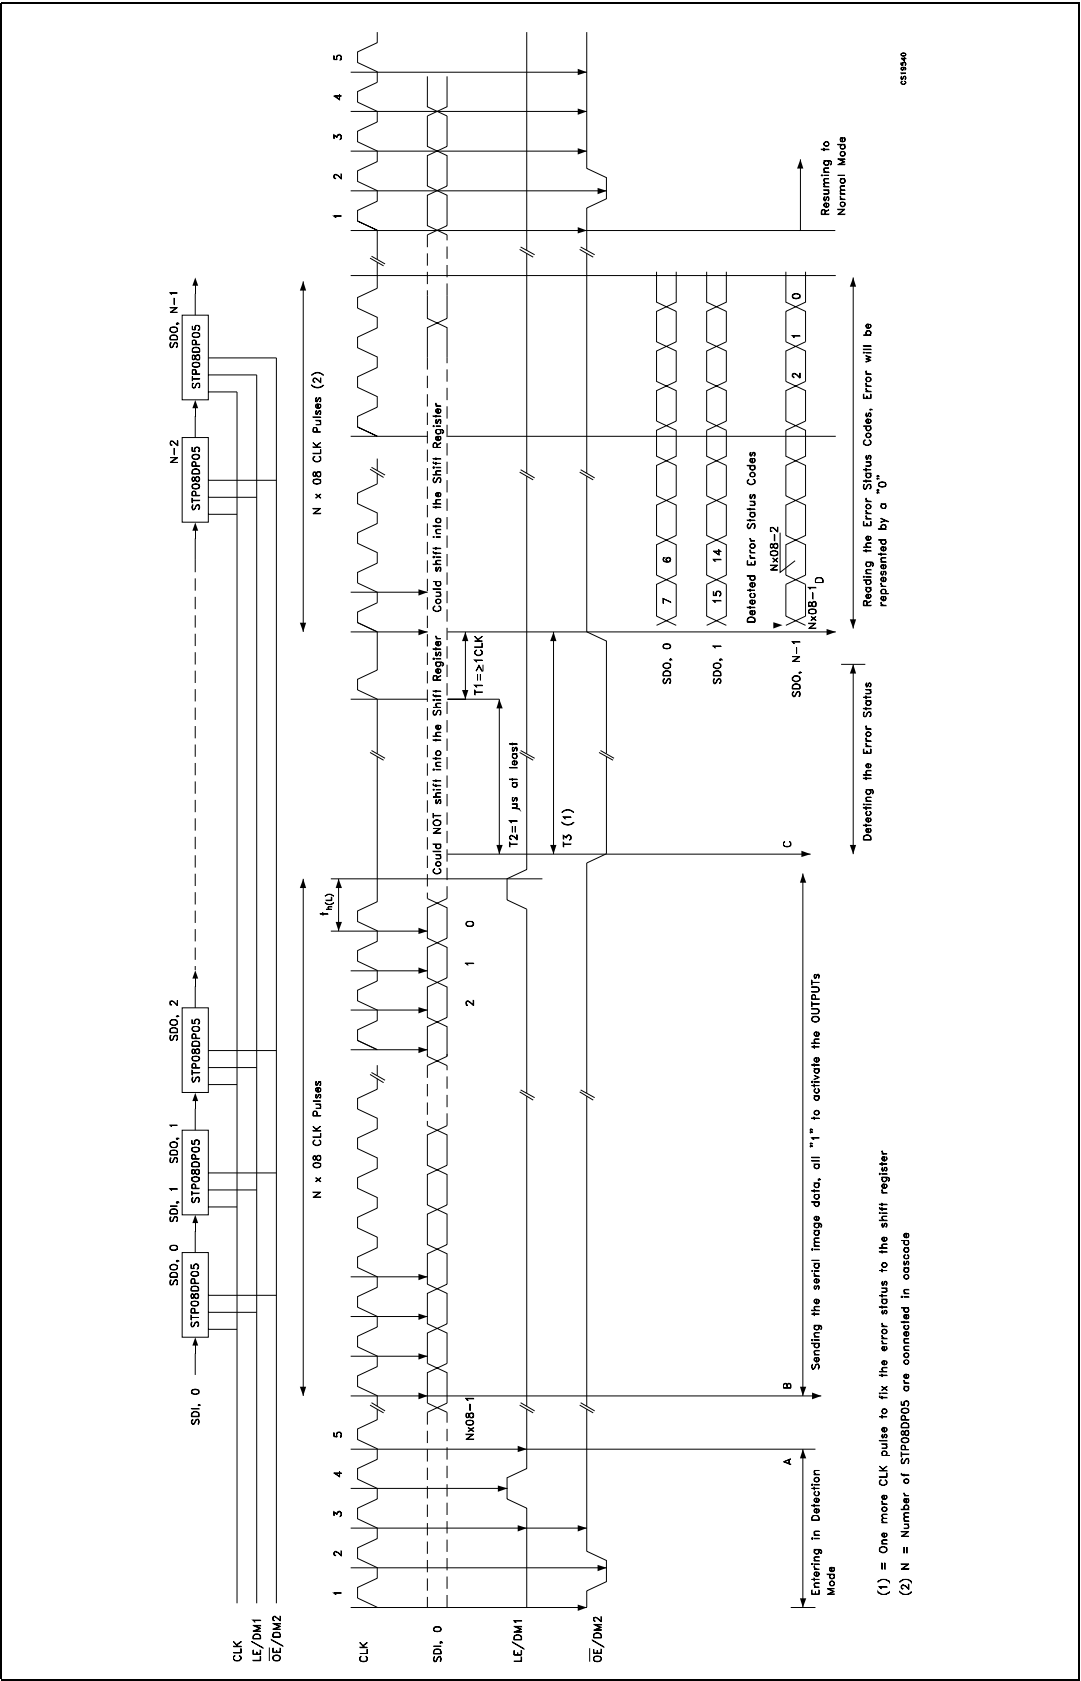 SDI, 0
STP08DP05
SDO, 0
SDI, 1
STP08DP05
SDO, 1
STP08DP05
SDO, 2
STP08DP05
N-2
STP08DP05
SDO, N-1
CLK
LE/DM1
OE/DM2
N x 08 CLK Pulses
N x 08 CLK Pulses (2)
1 2 3 4 5
th(L)
1 2 3 4 5
CLK
SDI, 0
Could NOT shift into the Shift Register
Could shift into the Shift Register
Nx08-1
2 1 0
T1=≥1CLK
LE/DM1
T2=1 µs at least
T3 (1)
OE/DM2
SDO, 0
7 6
SDO, 1
15 14
Detected Error Status Codes
Nx08-2
SDO, N-1
2 1 0
Nx08-1
D
A
B
C
Entering in Detection
Mode
Sending the serial image data, all "1" to activate the OUTPUTs
Detecting the Error Status
Reading the Error Status Codes, Error will be
represented by a "0"
Resuming to
Normal Mode
(1) = One more CLK pulse to fix the error status to the shift register
(2) N = Number of STP08DP05 are connected in cascade
CS19540